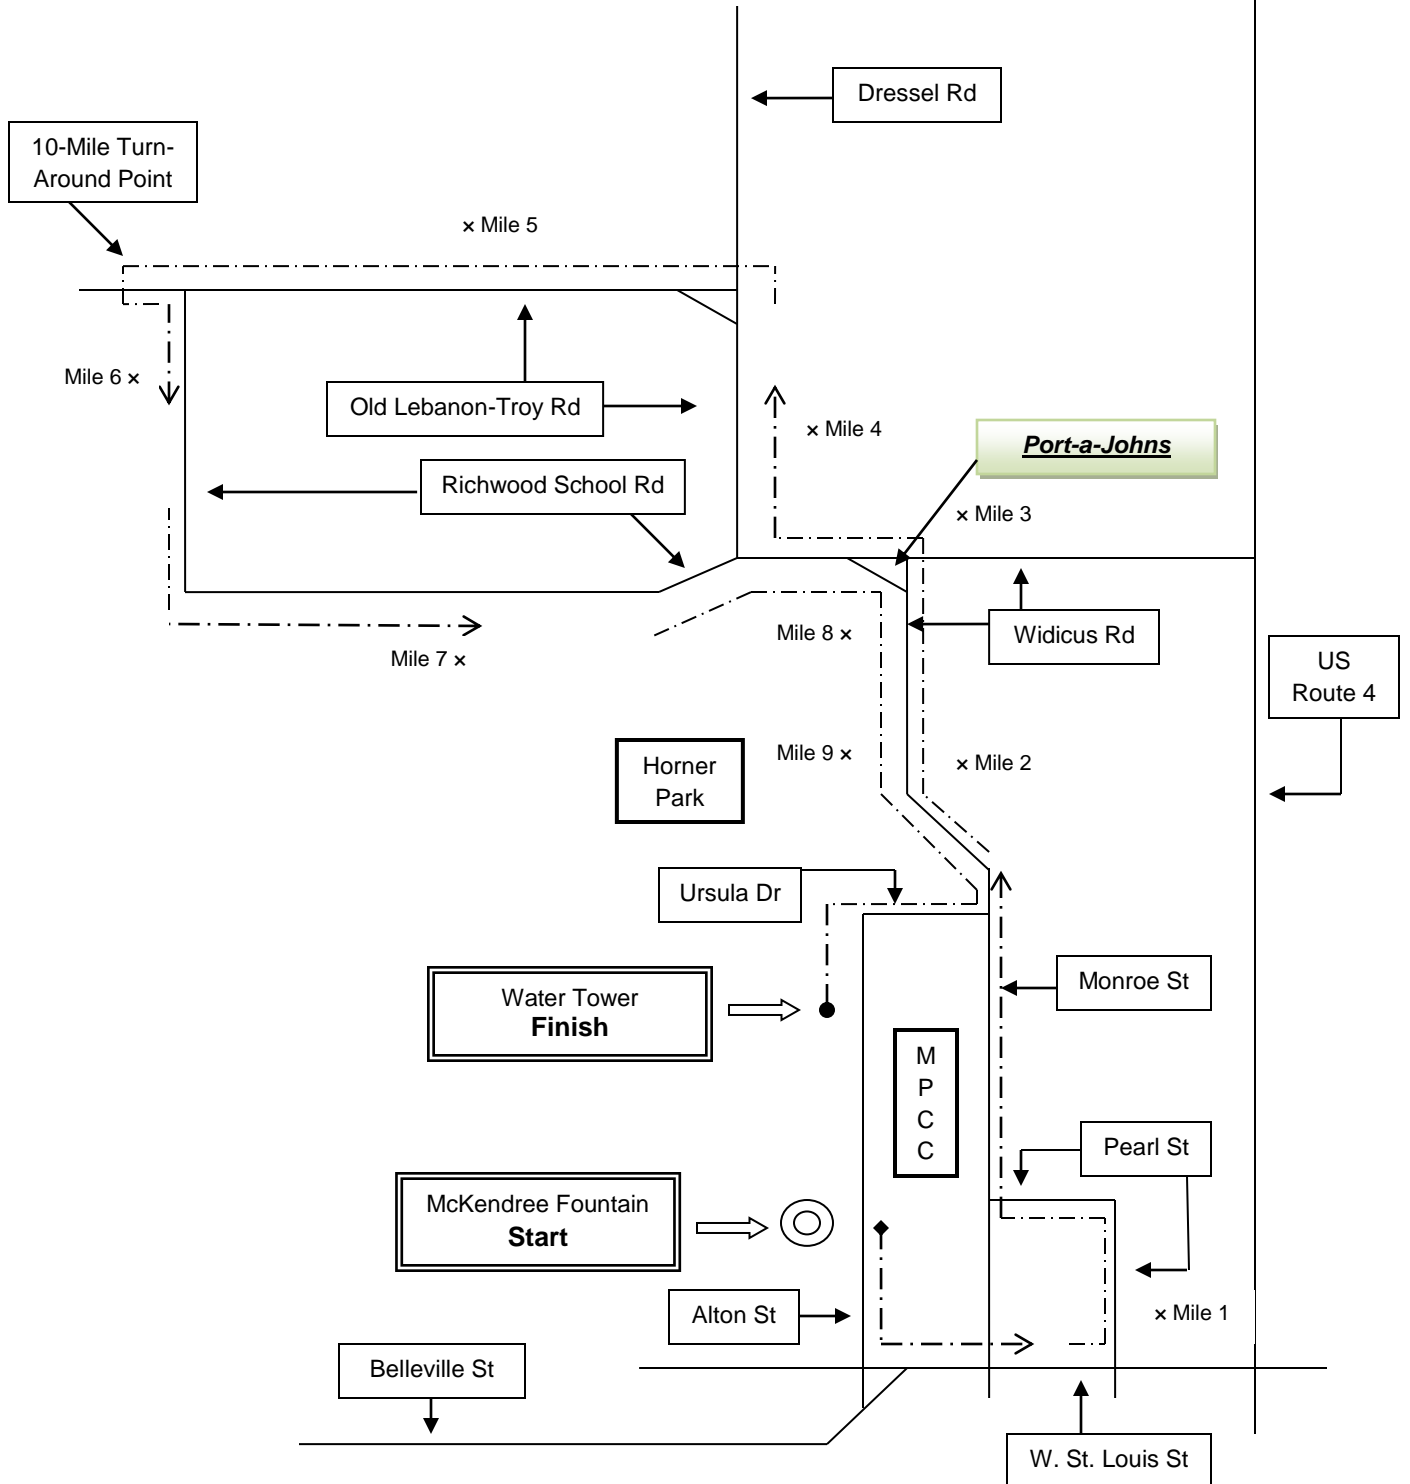 Dressel Rd
10-Mile Turn-
Around Point
× Mile 5
Mile 6 ×
Old Lebanon-Troy Rd
× Mile 4
Port-a-Johns
Richwood School Rd
× Mile 3
Mile 8 ×
Widicus Rd
Mile 7 ×
US
Route 4
Horner
Park
Mile 9 ×
× Mile 2
Ursula Dr
Water Tower
Finish
Monroe St
M
P
C
C
Pearl St
McKendree Fountain
Start
Alton St
× Mile 1
Belleville St
W. St. Louis St